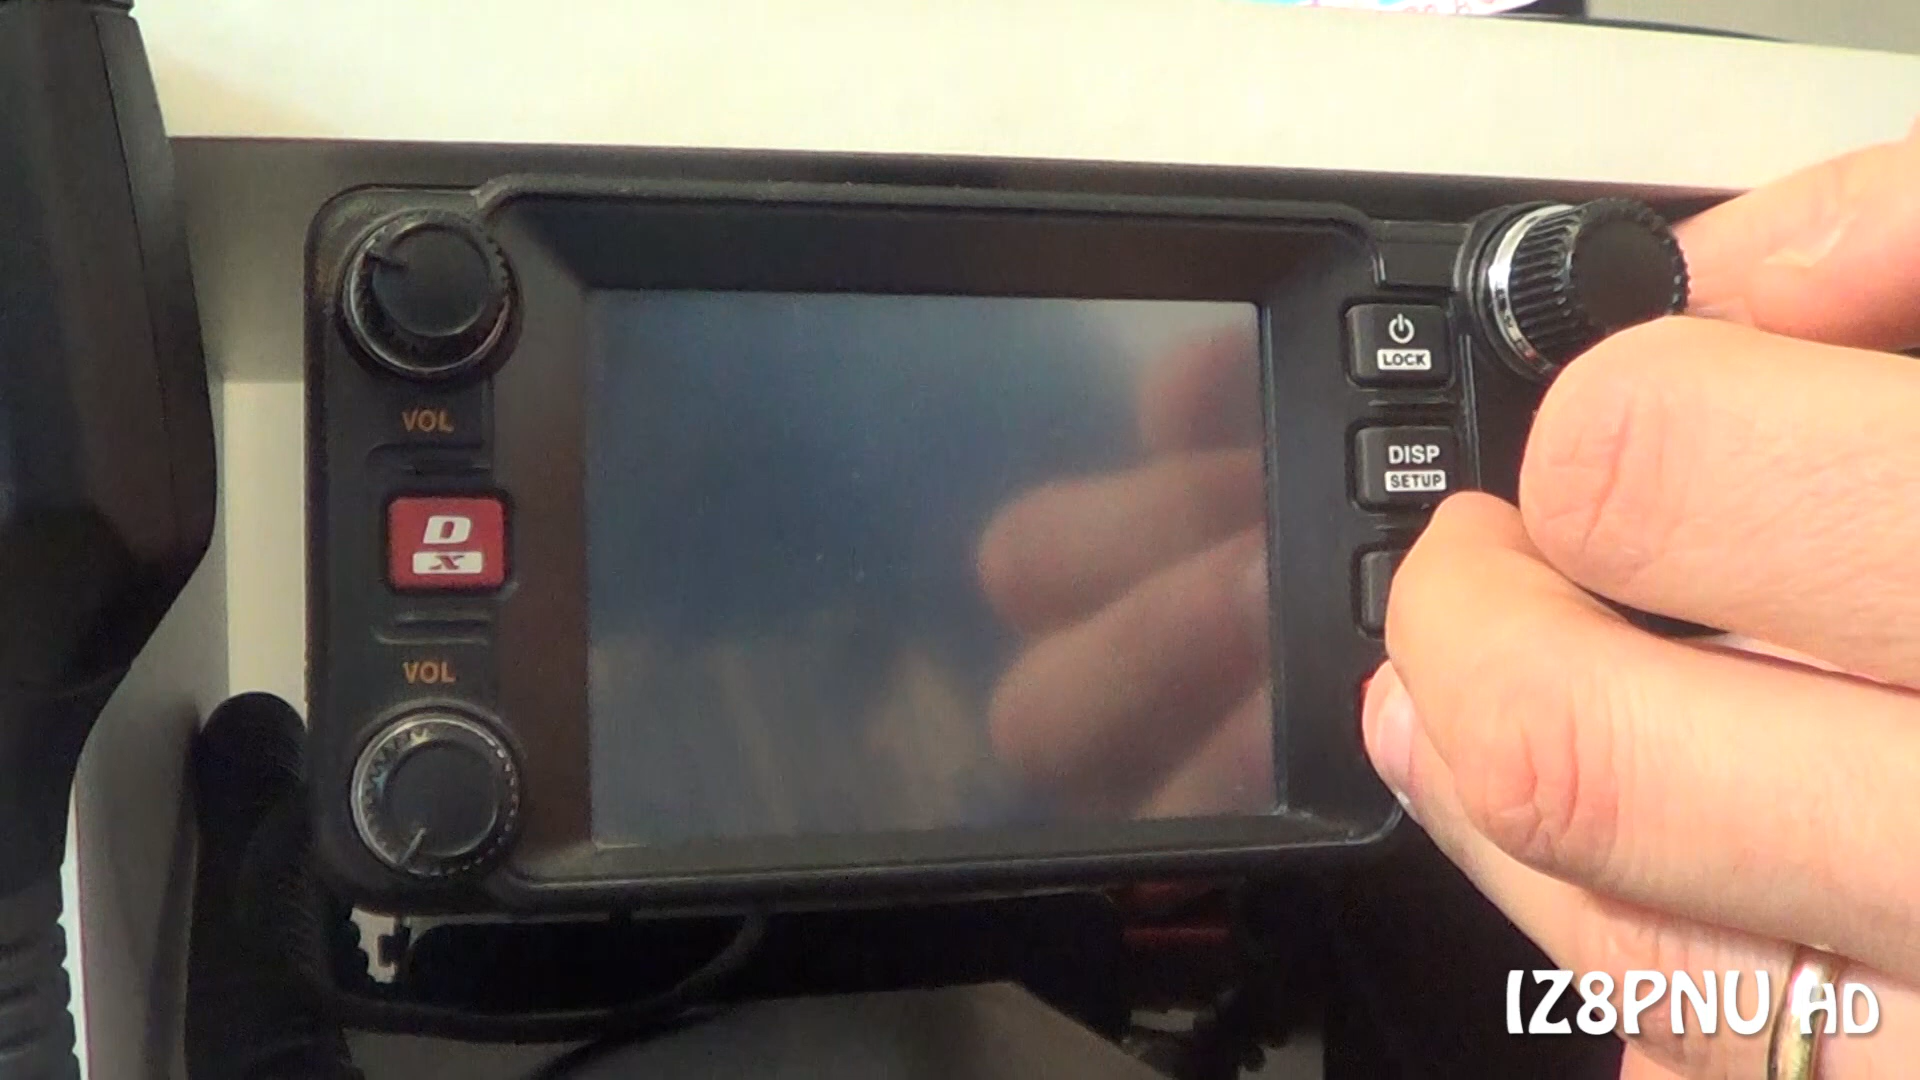 LOCK
VOL
DISP
SETUP
D
X
VOL
IZ8PNU HD